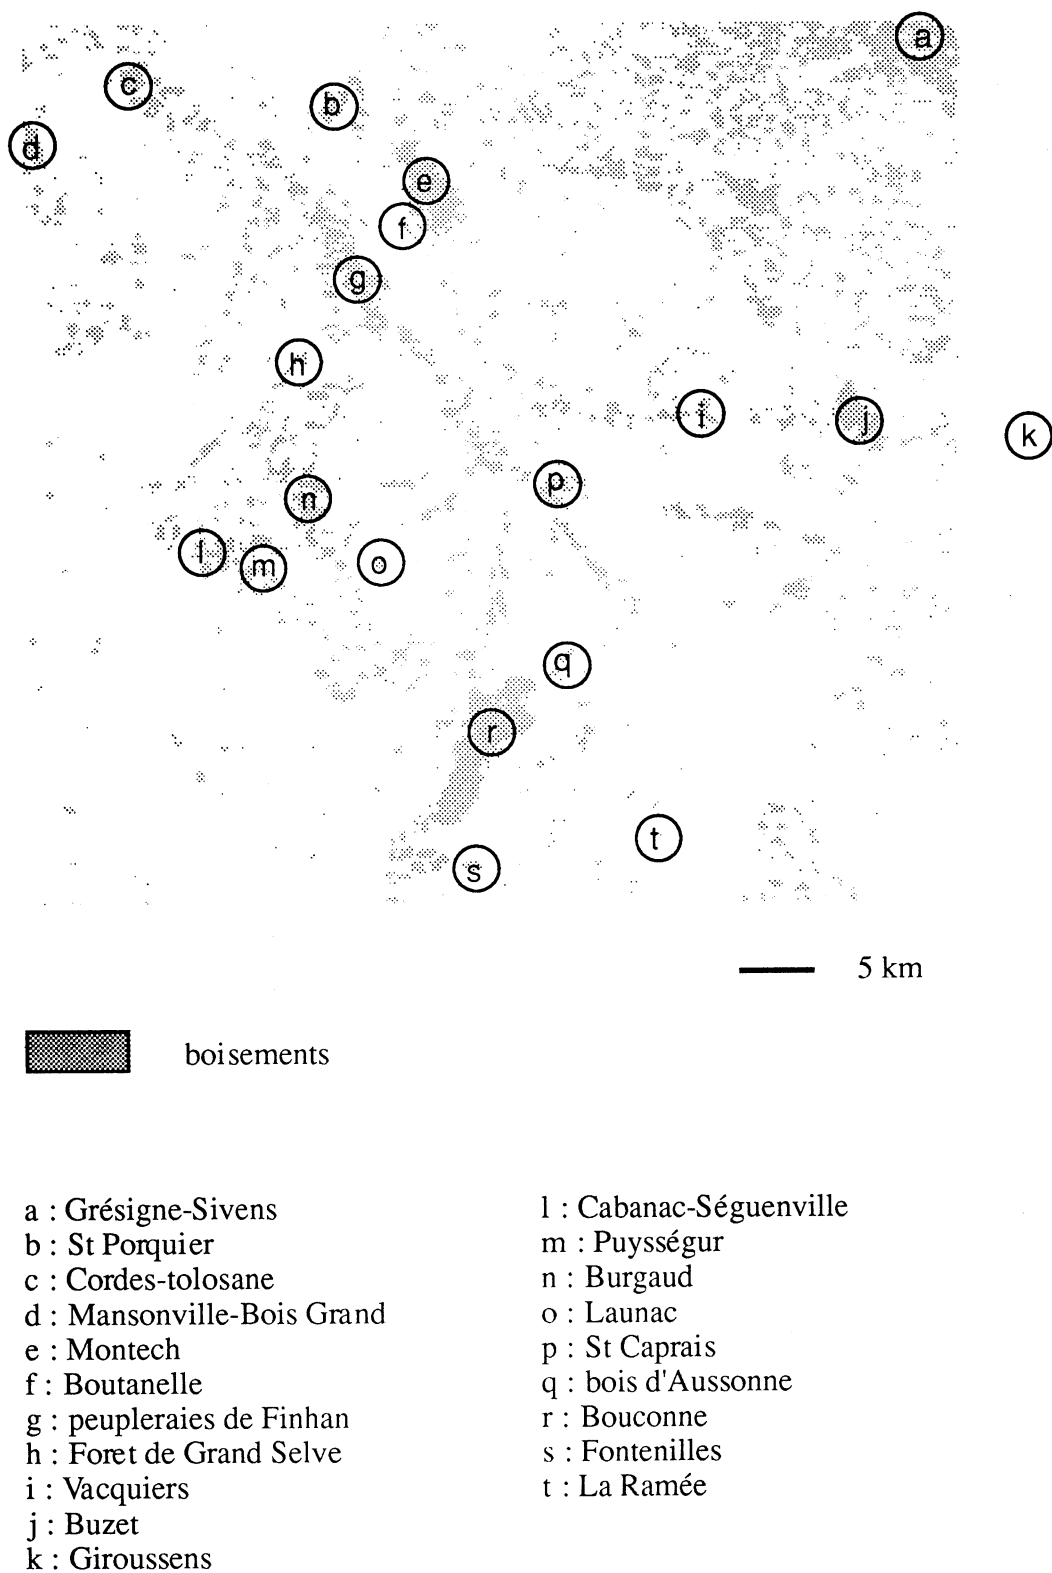 a
c
b
d
e
f
g
h
i
j
k
p
n
l
m
o
q
r
t
s
5 km
boisements
a : Grésigne-Sivens
b : St Porquier
c : Cordes-tolosane
d : Mansonville-Bois Grand
e : Montech
f : Boutanelle
g : peupleraies de Finhan
h : Foret de Grand Selve
i : Vacquiers
j : Buzet
k : Giroussens
l : Cabanac-Séguenville
m : Puysségur
n : Burgaud
o : Launac
p : St Caprais
q : bois d'Aussonne
r : Bouconne
s : Fontenilles
t : La Ramée